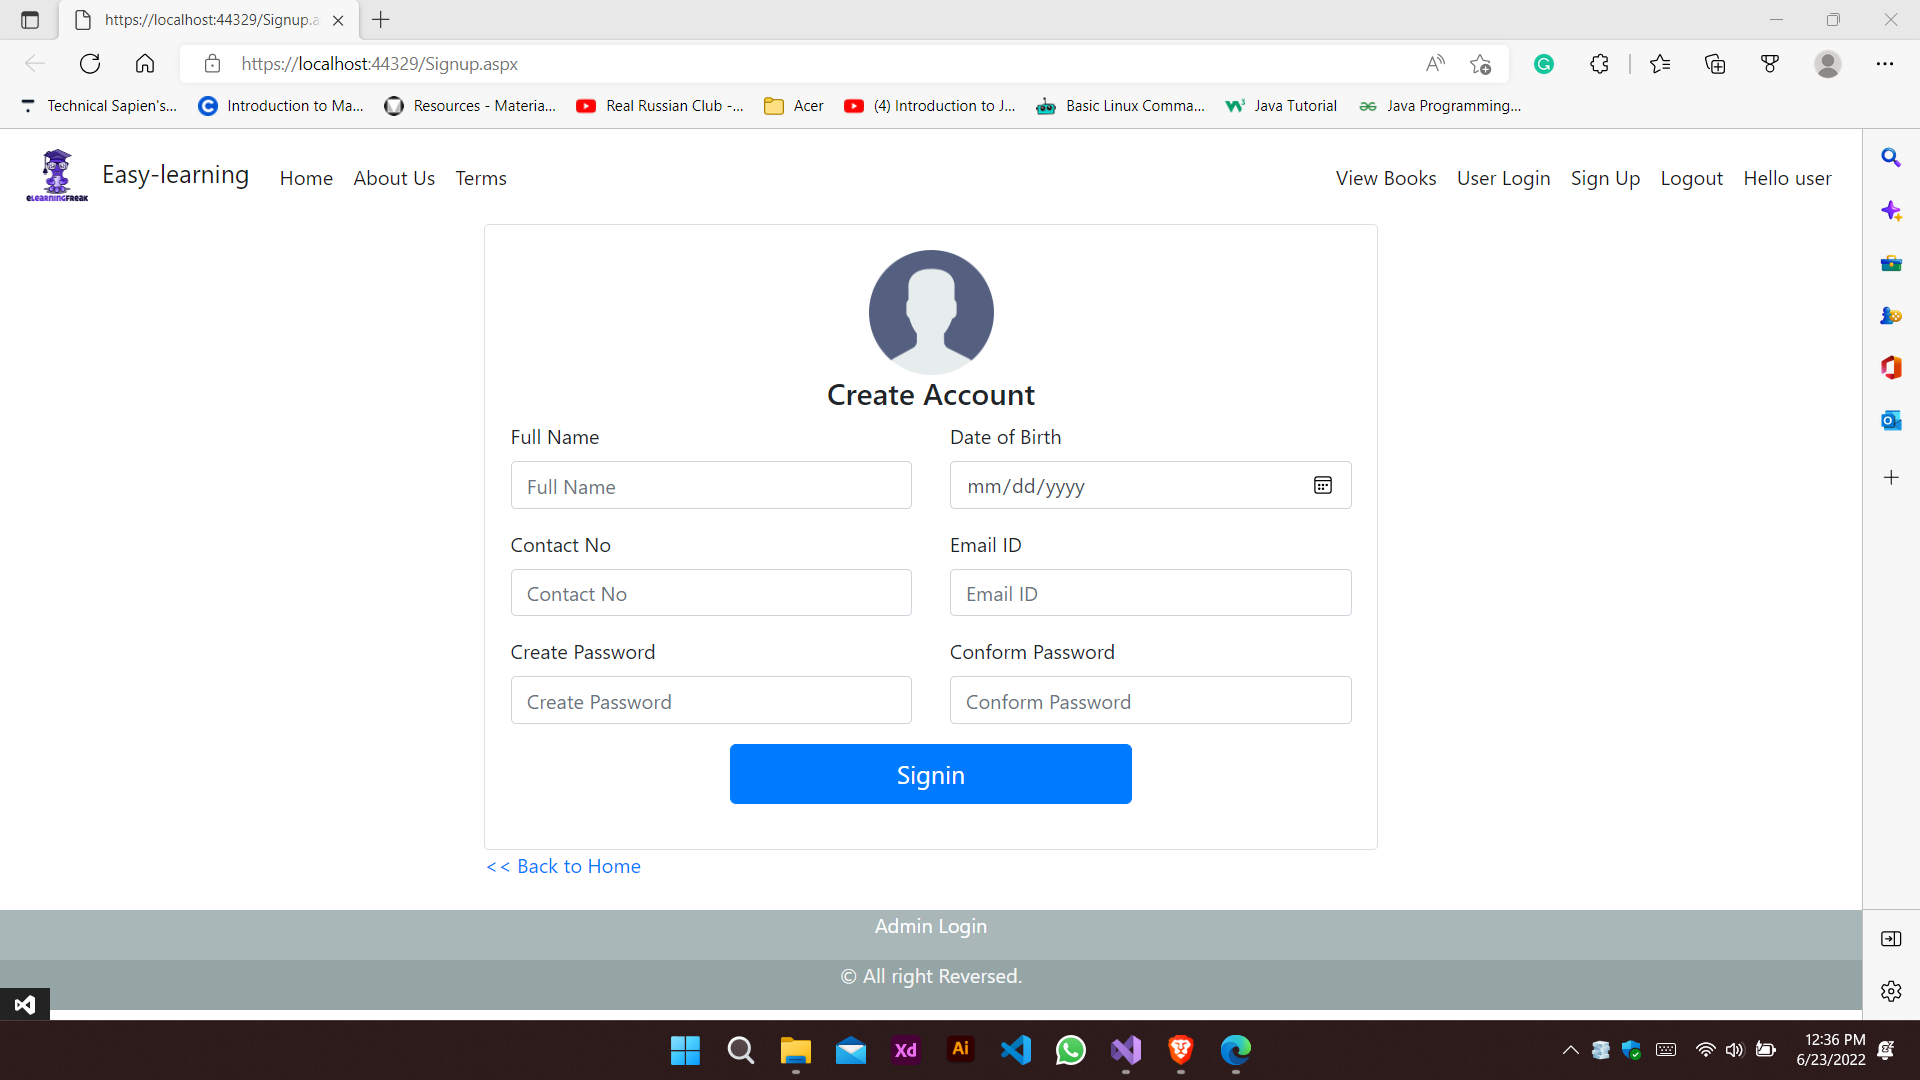 https://localhost:44329/Signup.a
https://localhost:44329/Signup.aspx
Technical Sapien's... Introduction to Ma... Resources - Materia... Real Russian Club -... Acer (4) Introduction to J... Basic Linux Comma... Java Tutorial Java Programming...
eLEARNINGFREAK Easy-learning Home About Us Terms View Books User Login Sign Up Logout Hello user
Create Account
Full Name Date of Birth
Full Name mm/dd/yyyy
Contact No Email ID
Contact No Email ID
Create Password Conform Password
Create Password Conform Password
Signin
<< Back to Home
Admin Login
© All right Reversed.
Xd Ai
12:36 PM
6/23/2022